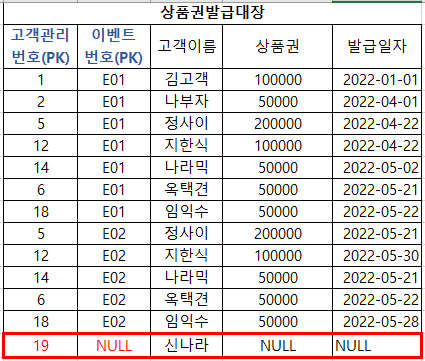 상품권발급대장
고객관리번호(PK) 이벤트번호(PK) 고객이름 상품권 발급일자
1 E01 김고객 100000 2022-01-01
2 E01 나부자 50000 2022-04-01
5 E01 정사이 200000 2022-04-22
12 E01 지한식 100000 2022-04-22
14 E01 나라믹 50000 2022-05-02
6 E01 옥택견 50000 2022-05-21
18 E01 임익수 50000 2022-05-22
5 E02 정사이 200000 2022-05-21
12 E02 지한식 100000 2022-05-30
14 E02 나라믹 50000 2022-05-21
6 E02 옥택견 50000 2022-05-22
18 E02 임익수 50000 2022-05-28
19 NULL 신나라 NULL NULL